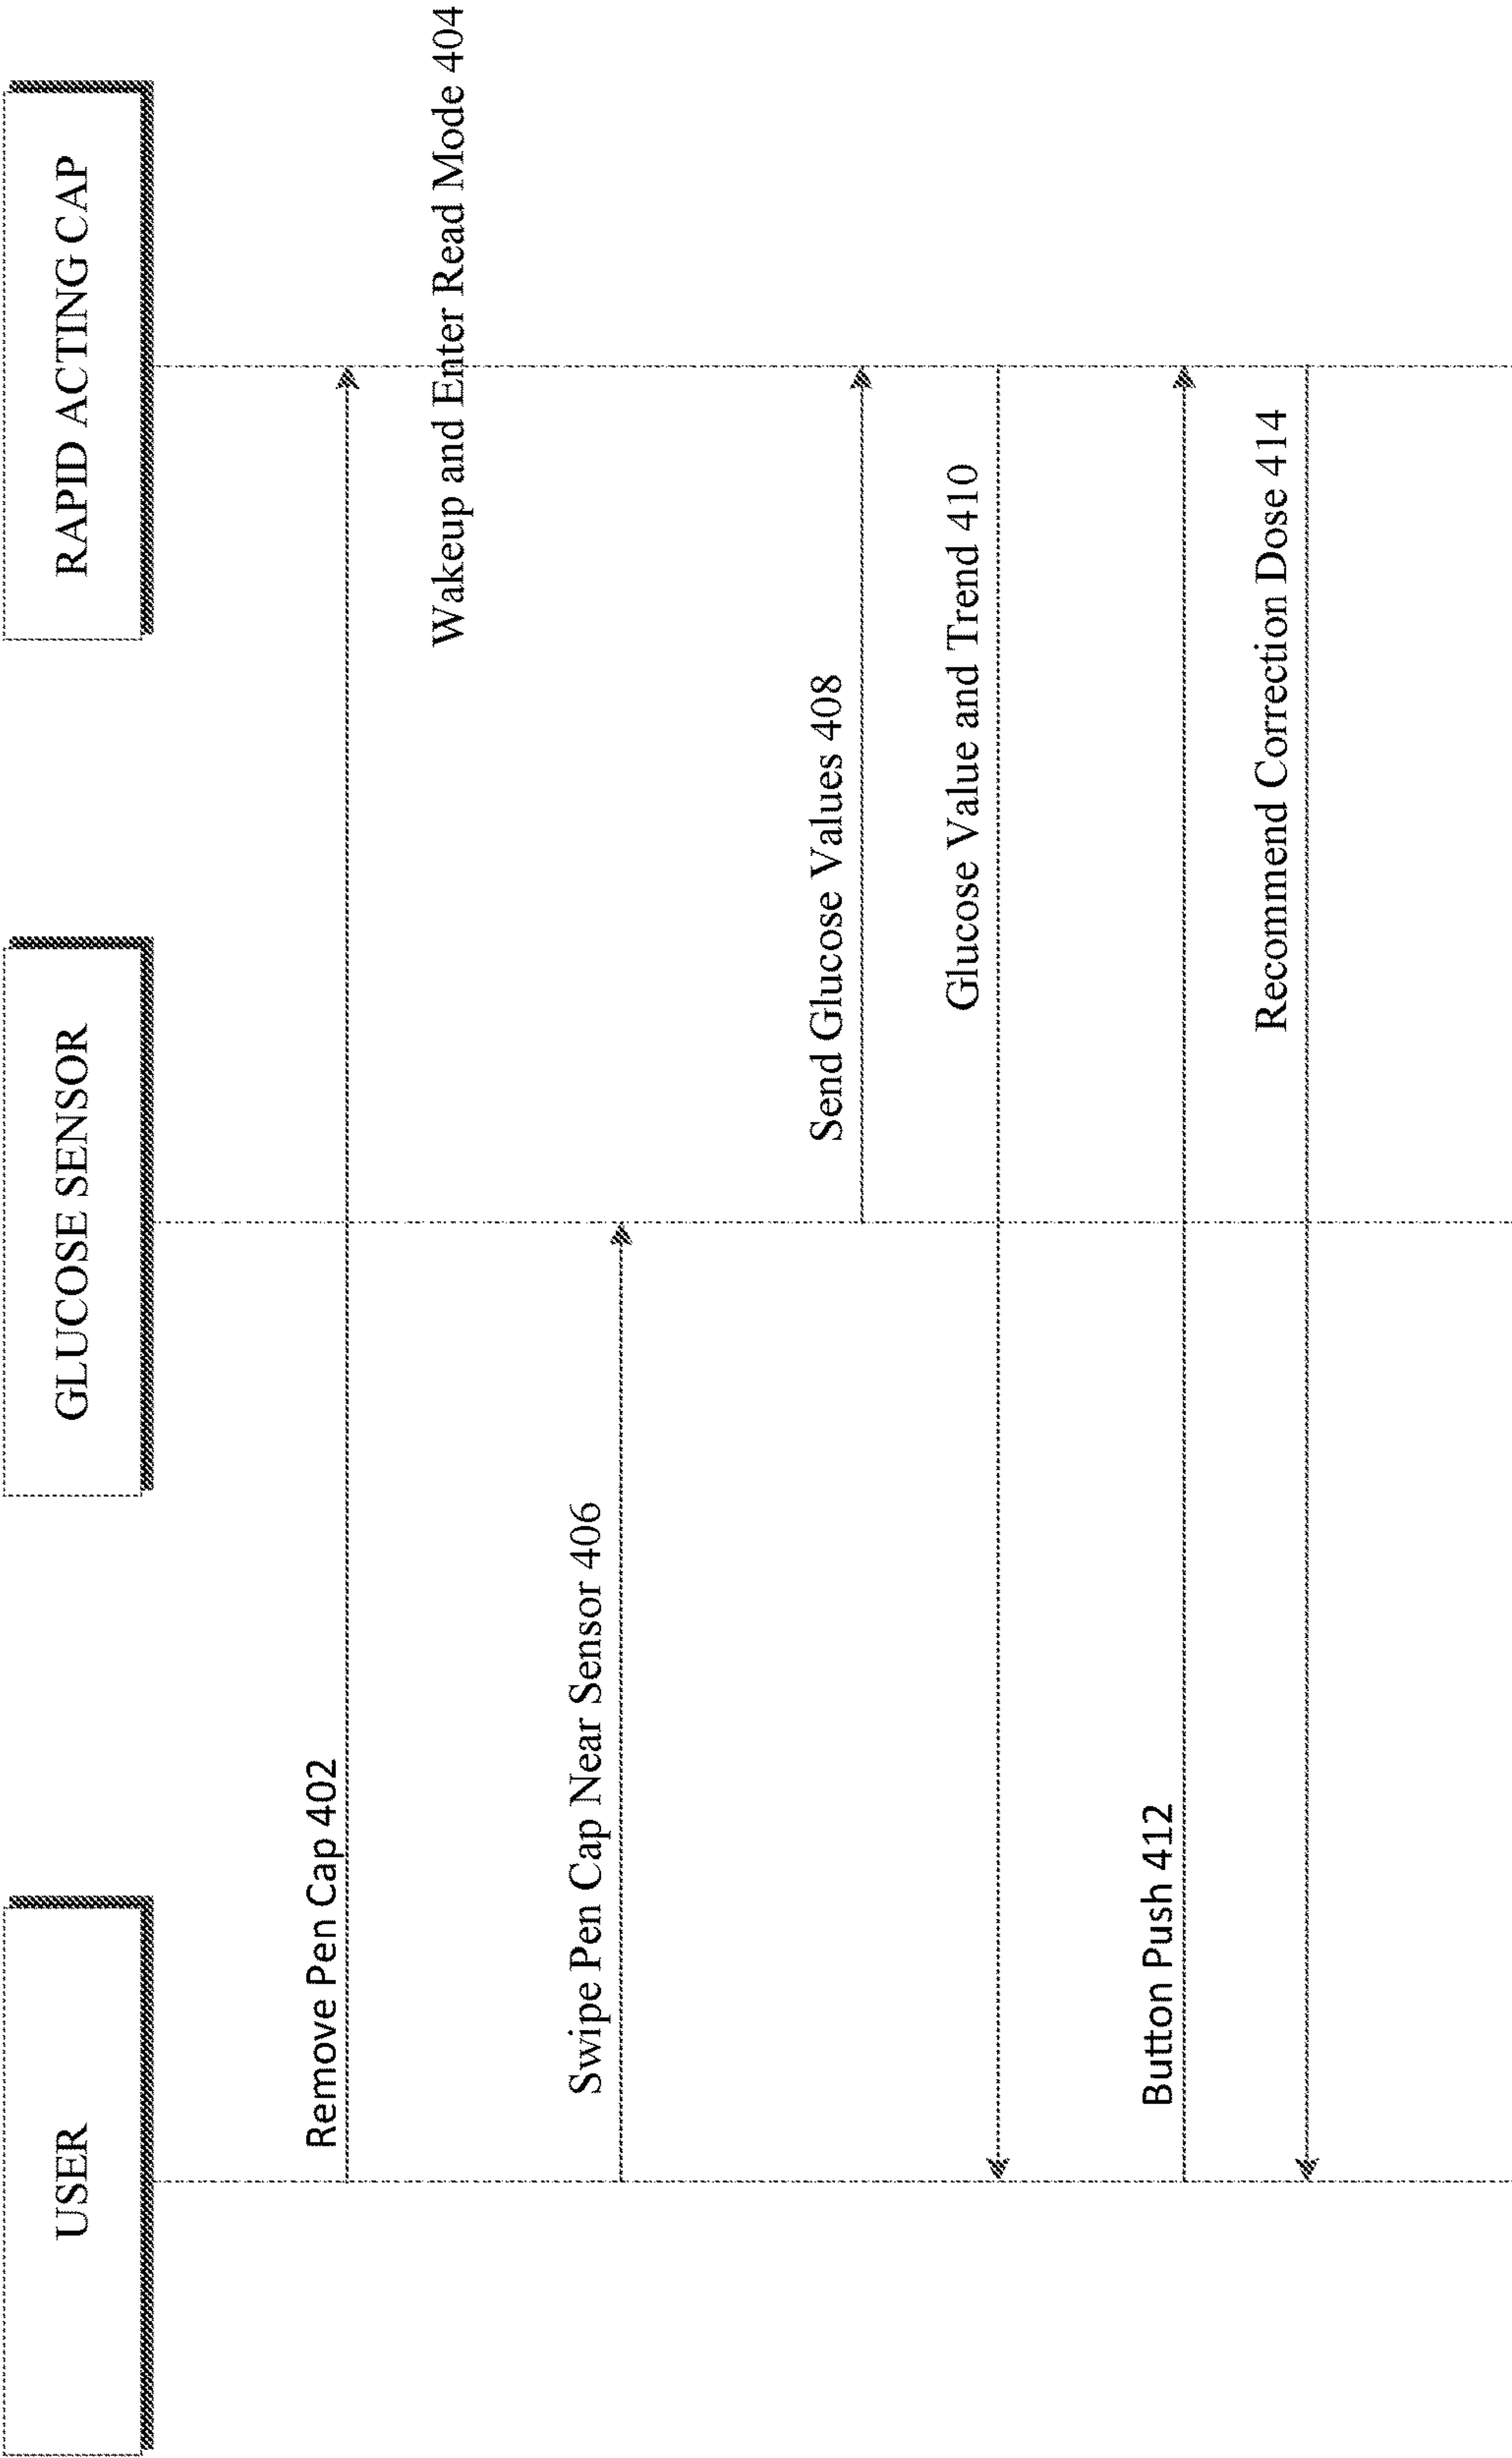 USER
GLUCOSE SENSOR
RAPID ACTING CAP
Remove Pen Cap 402
Wakeup and Enter Read Mode 404
Swipe Pen Cap Near Sensor 406
Send Glucose Values 408
Glucose Value and Trend 410
Button Push 412
Recommend Correction Dose 414